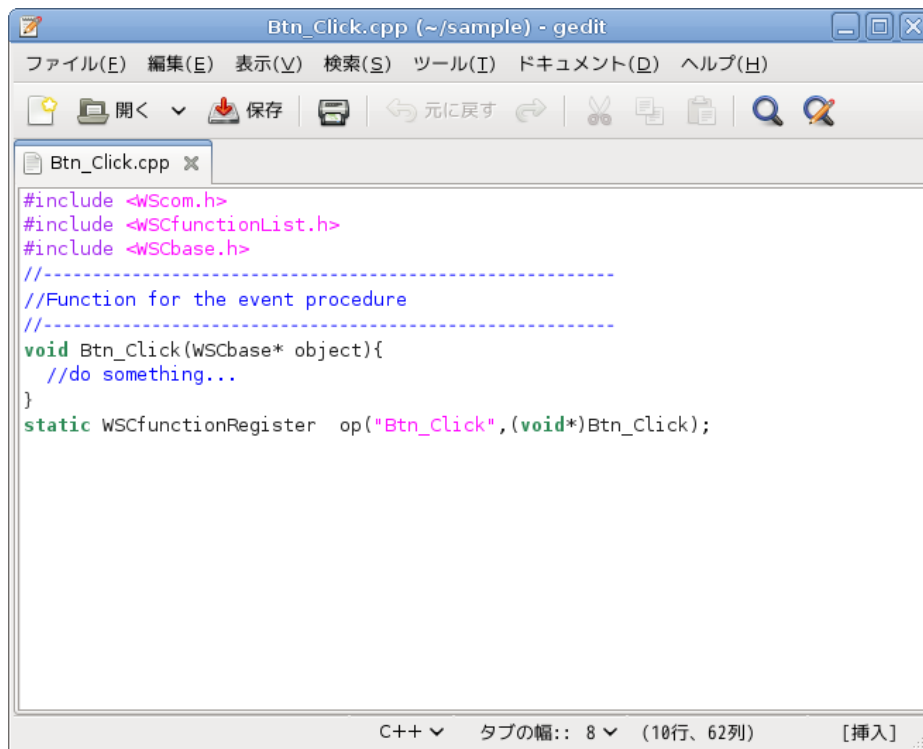 Btn_Click.cpp (~/sample) - gedit
ファイル(F) 編集(E) 表示(V) 検索(S) ツール(T) ドキュメント(D) ヘルプ(H)
開く 保存 元に戻す
Btn_Click.cpp
#include <WScom.h>
#include <WSCfunctionList.h>
#include <WSCbase.h>
//----------------------------------------------------------
//Function for the event procedure
//----------------------------------------------------------
void Btn_Click(WSCbase* object){
  //do something...
}
static WSCfunctionRegister  op("Btn_Click",(void*)Btn_Click);
C++ タブの幅:: 8 (10行、62列) [挿入]